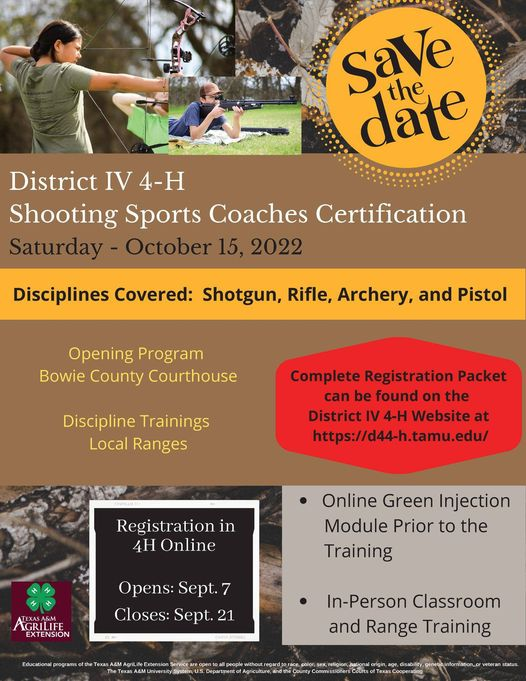 Save
the
date
District IV 4-H
Shooting Sports Coaches Certification
Saturday - October 15, 2022
Disciplines Covered: Shotgun, Rifle, Archery, and Pistol
Opening Program
Bowie County Courthouse
Discipline Trainings
Local Ranges
Complete Registration Packet
can be found on the
District IV 4-H Website at
https://d44-h.tamu.edu/
Registration in
4H Online
Opens: Sept. 7
Closes: Sept. 21
• Online Green Injection
Module Prior to the
Training
• In-Person Classroom
and Range Training
H H
H H
TEXAS A&M
AGRILIFE
EXTENSION
Educational programs of the Texas A&M AgriLife Extension Service are open to all people without regard to race, color, sex, religion, national origin, age, disability, genetic information, or veteran status.
The Texas A&M University System, U.S. Department of Agriculture, and the County Commissioners Courts of Texas Cooperating